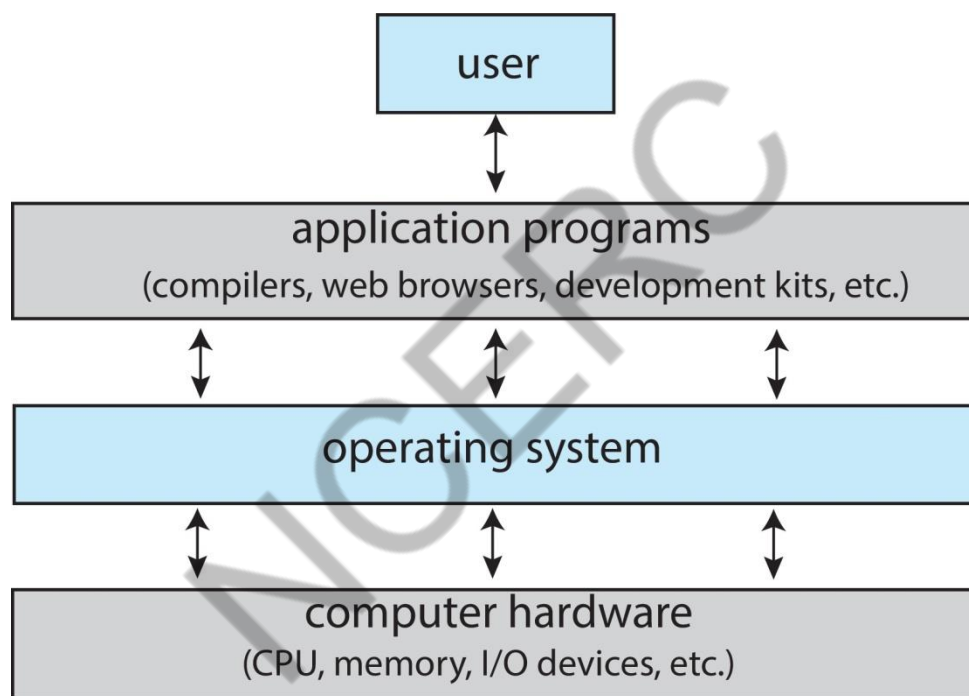 user
application programs
(compilers, web browsers, development kits, etc.)
operating system
computer hardware
(CPU, memory, I/O devices, etc.)
NCERC